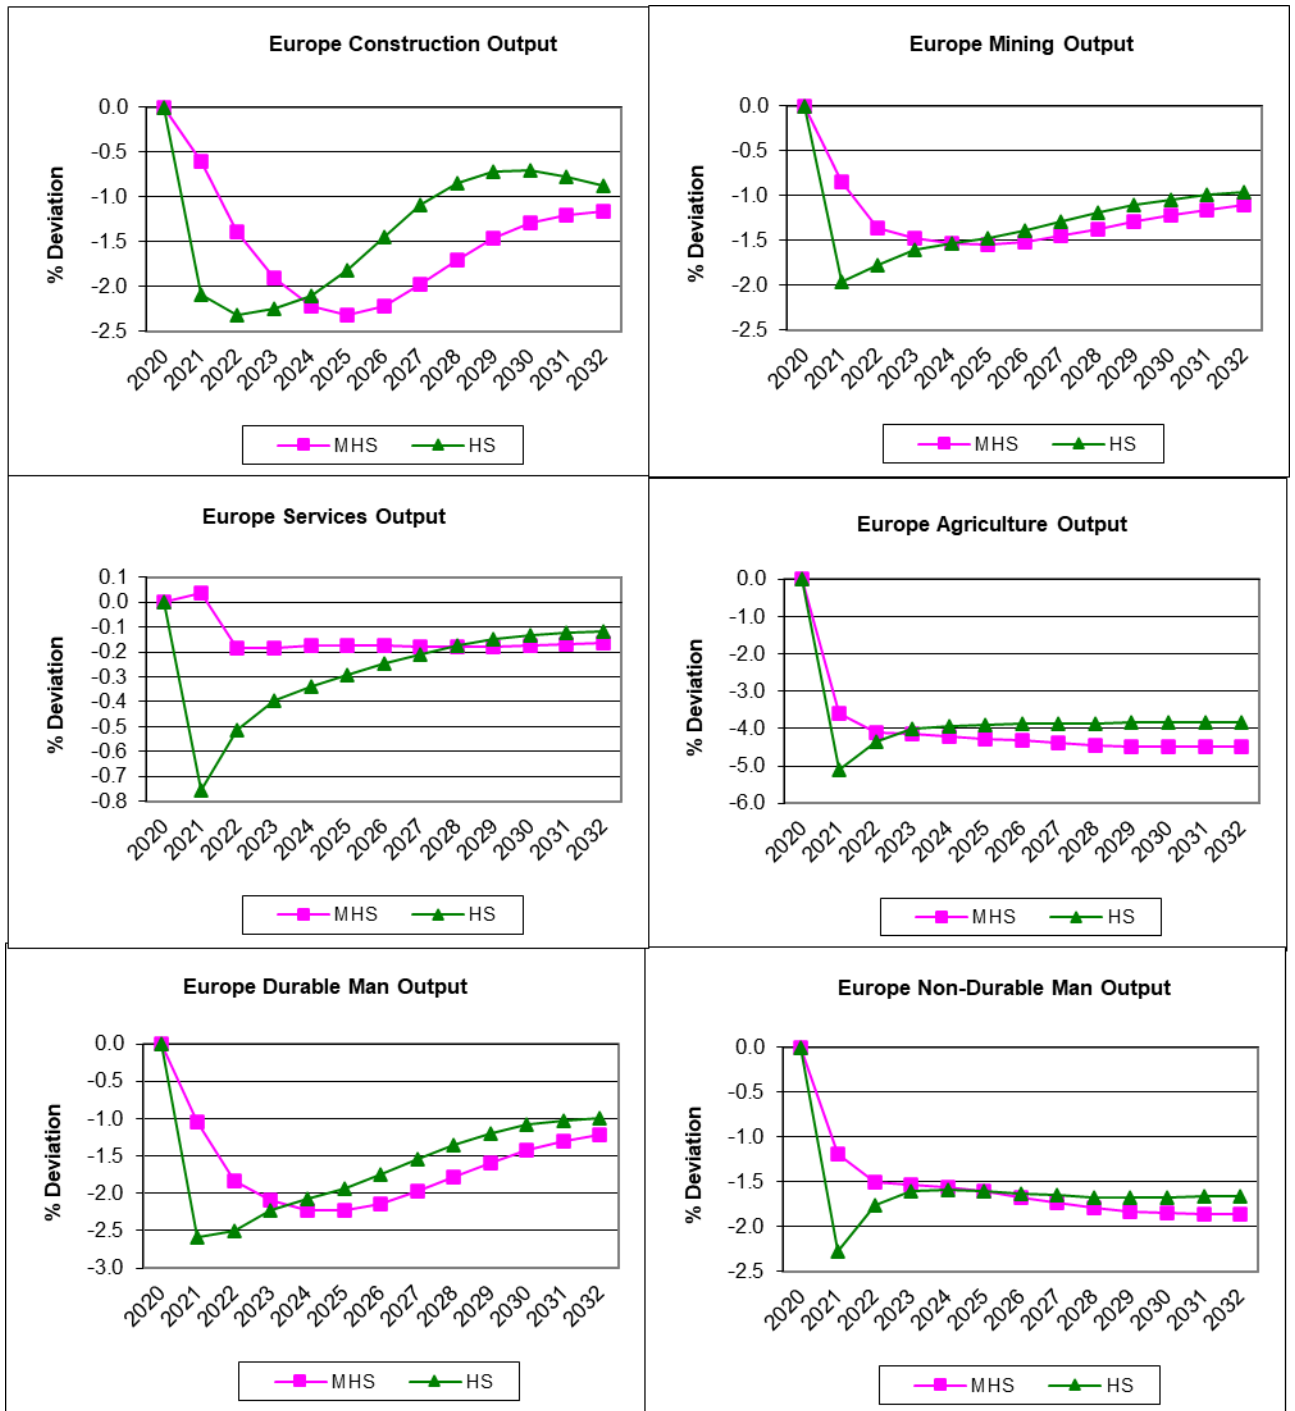 Europe Construction Output
% Deviation
0.0
-0.5
-1.0
-1.5
-2.0
-2.5
2020 2021 2022 2023 2024 2025 2026 2027 2028 2029 2030 2031 2032
MHS HS
Europe Mining Output
% Deviation
0.0
-0.5
-1.0
-1.5
-2.0
-2.5
2020 2021 2022 2023 2024 2025 2026 2027 2028 2029 2030 2031 2032
MHS HS
Europe Services Output
% Deviation
0.1
0.0
-0.1
-0.2
-0.3
-0.4
-0.5
-0.6
-0.7
-0.8
2020 2021 2022 2023 2024 2025 2026 2027 2028 2029 2030 2031 2032
MHS HS
Europe Agriculture Output
% Deviation
0.0
-1.0
-2.0
-3.0
-4.0
-5.0
-6.0
2020 2021 2022 2023 2024 2025 2026 2027 2028 2029 2030 2031 2032
MHS HS
Europe Durable Man Output
% Deviation
0.0
-0.5
-1.0
-1.5
-2.0
-2.5
-3.0
2020 2021 2022 2023 2024 2025 2026 2027 2028 2029 2030 2031 2032
MHS HS
Europe Non-Durable Man Output
% Deviation
0.0
-0.5
-1.0
-1.5
-2.0
-2.5
2020 2021 2022 2023 2024 2025 2026 2027 2028 2029 2030 2031 2032
MHS HS